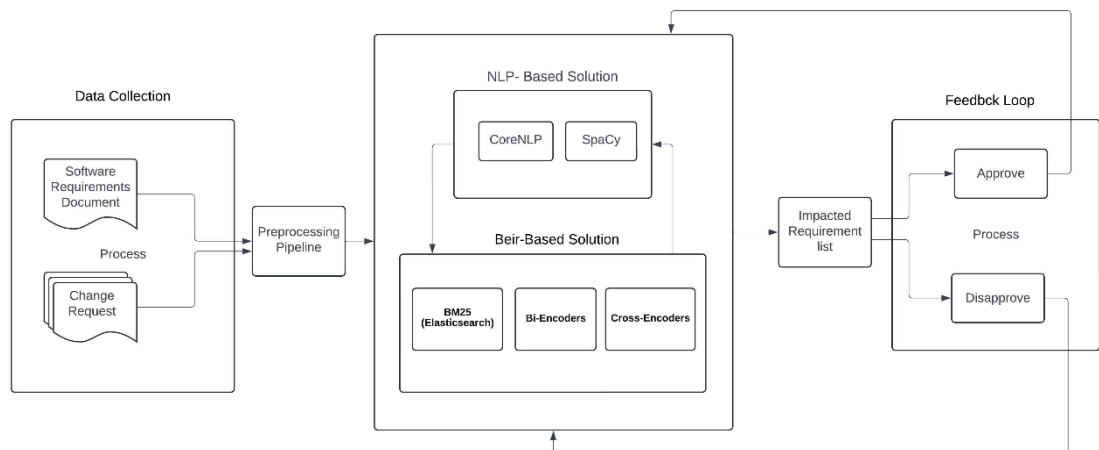 Data Collection
Software
Requirements
Document
Process
Change
Request
Preprocessing
Pipeline
NLP- Based Solution
CoreNLP
SpaCy
Beir-Based Solution
BM25
(Elasticsearch)
Bi-Encoders
Cross-Encoders
Impacted
Requirement
list
Feedbck Loop
Approve
Process
Disapprove